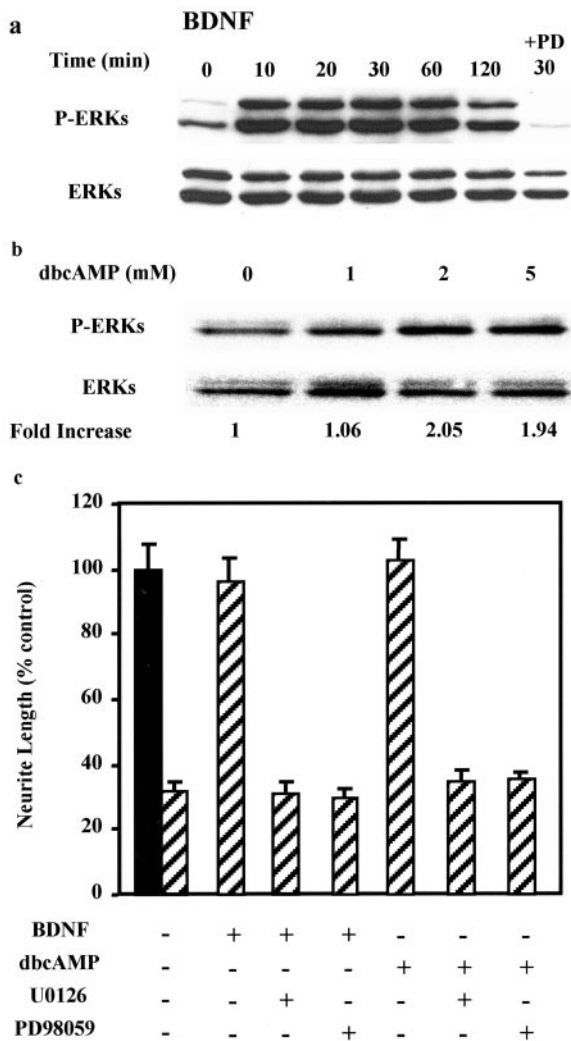 a BDNF
+PD
Time (min) 0 10 20 30 60 120 30
P-ERKs
ERKs
b
dbcAMP (mM) 0 1 2 5
P-ERKs
ERKs
Fold Increase 1 1.06 2.05 1.94
c
120
100
80
60
40
20
0
Neurite Length (% control)
BDNF - + + + - - -
dbcAMP - - - - + + +
U0126 - - + - - + -
PD98059 - - - + - - +